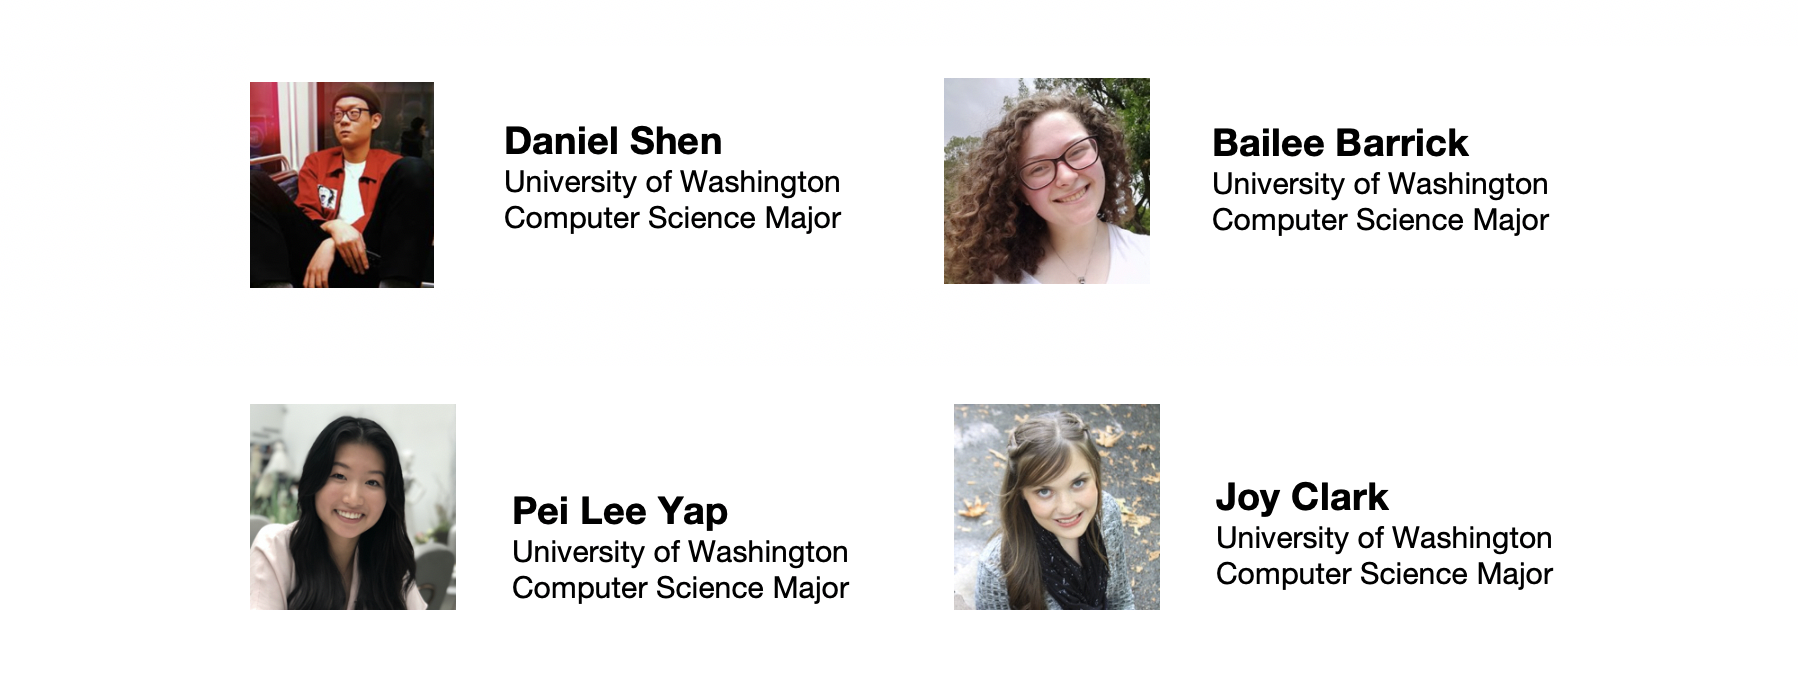 Daniel Shen
University of Washington
Computer Science Major
Bailee Barrick
University of Washington
Computer Science Major
Pei Lee Yap
University of Washington
Computer Science Major
Joy Clark
University of Washington
Computer Science Major